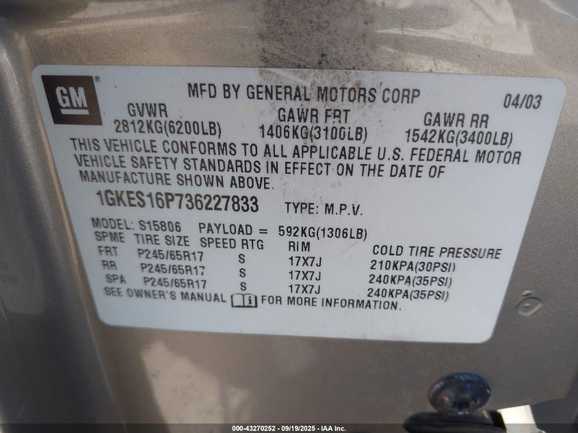 GM
MFD BY GENERAL MOTORS CORP 04/03
GVWR GAWR FRT GAWR RR
2812KG(6200LB) 1406KG(3100LB) 1542KG(3400LB)
THIS VEHICLE CONFORMS TO ALL APPLICABLE U.S. FEDERAL MOTOR
VEHICLE SAFETY STANDARDS IN EFFECT ON THE DATE OF
MANUFACTURE SHOWN ABOVE.
1GKES16P736227833 TYPE: M.P.V.
MODEL: S15806 PAYLOAD = 592KG(1306LB)
SPME TIRE SIZE SPEED RTG RIM COLD TIRE PRESSURE
FRT P245/65R17 S 17X7J 210KPA(30PSI)
RR P245/65R17 S 17X7J 240KPA(35PSI)
SPA P245/65R17 S 17X7J 240KPA(35PSI)
SEE OWNER'S MANUAL i FOR MORE INFORMATION.
000-43270252 - 09/19/2025 - IAA Inc.